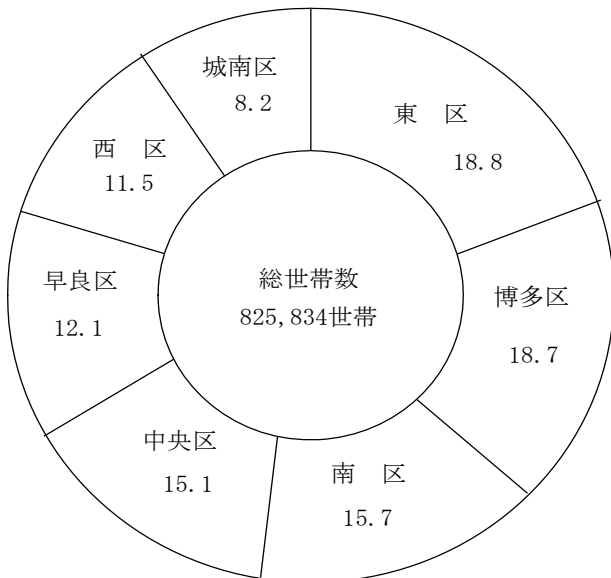 城南区
8.2
東　区
18.8
博多区
18.7
南　区
15.7
中央区
15.1
早良区
12.1
西　区
11.5
総世帯数
825,834世帯